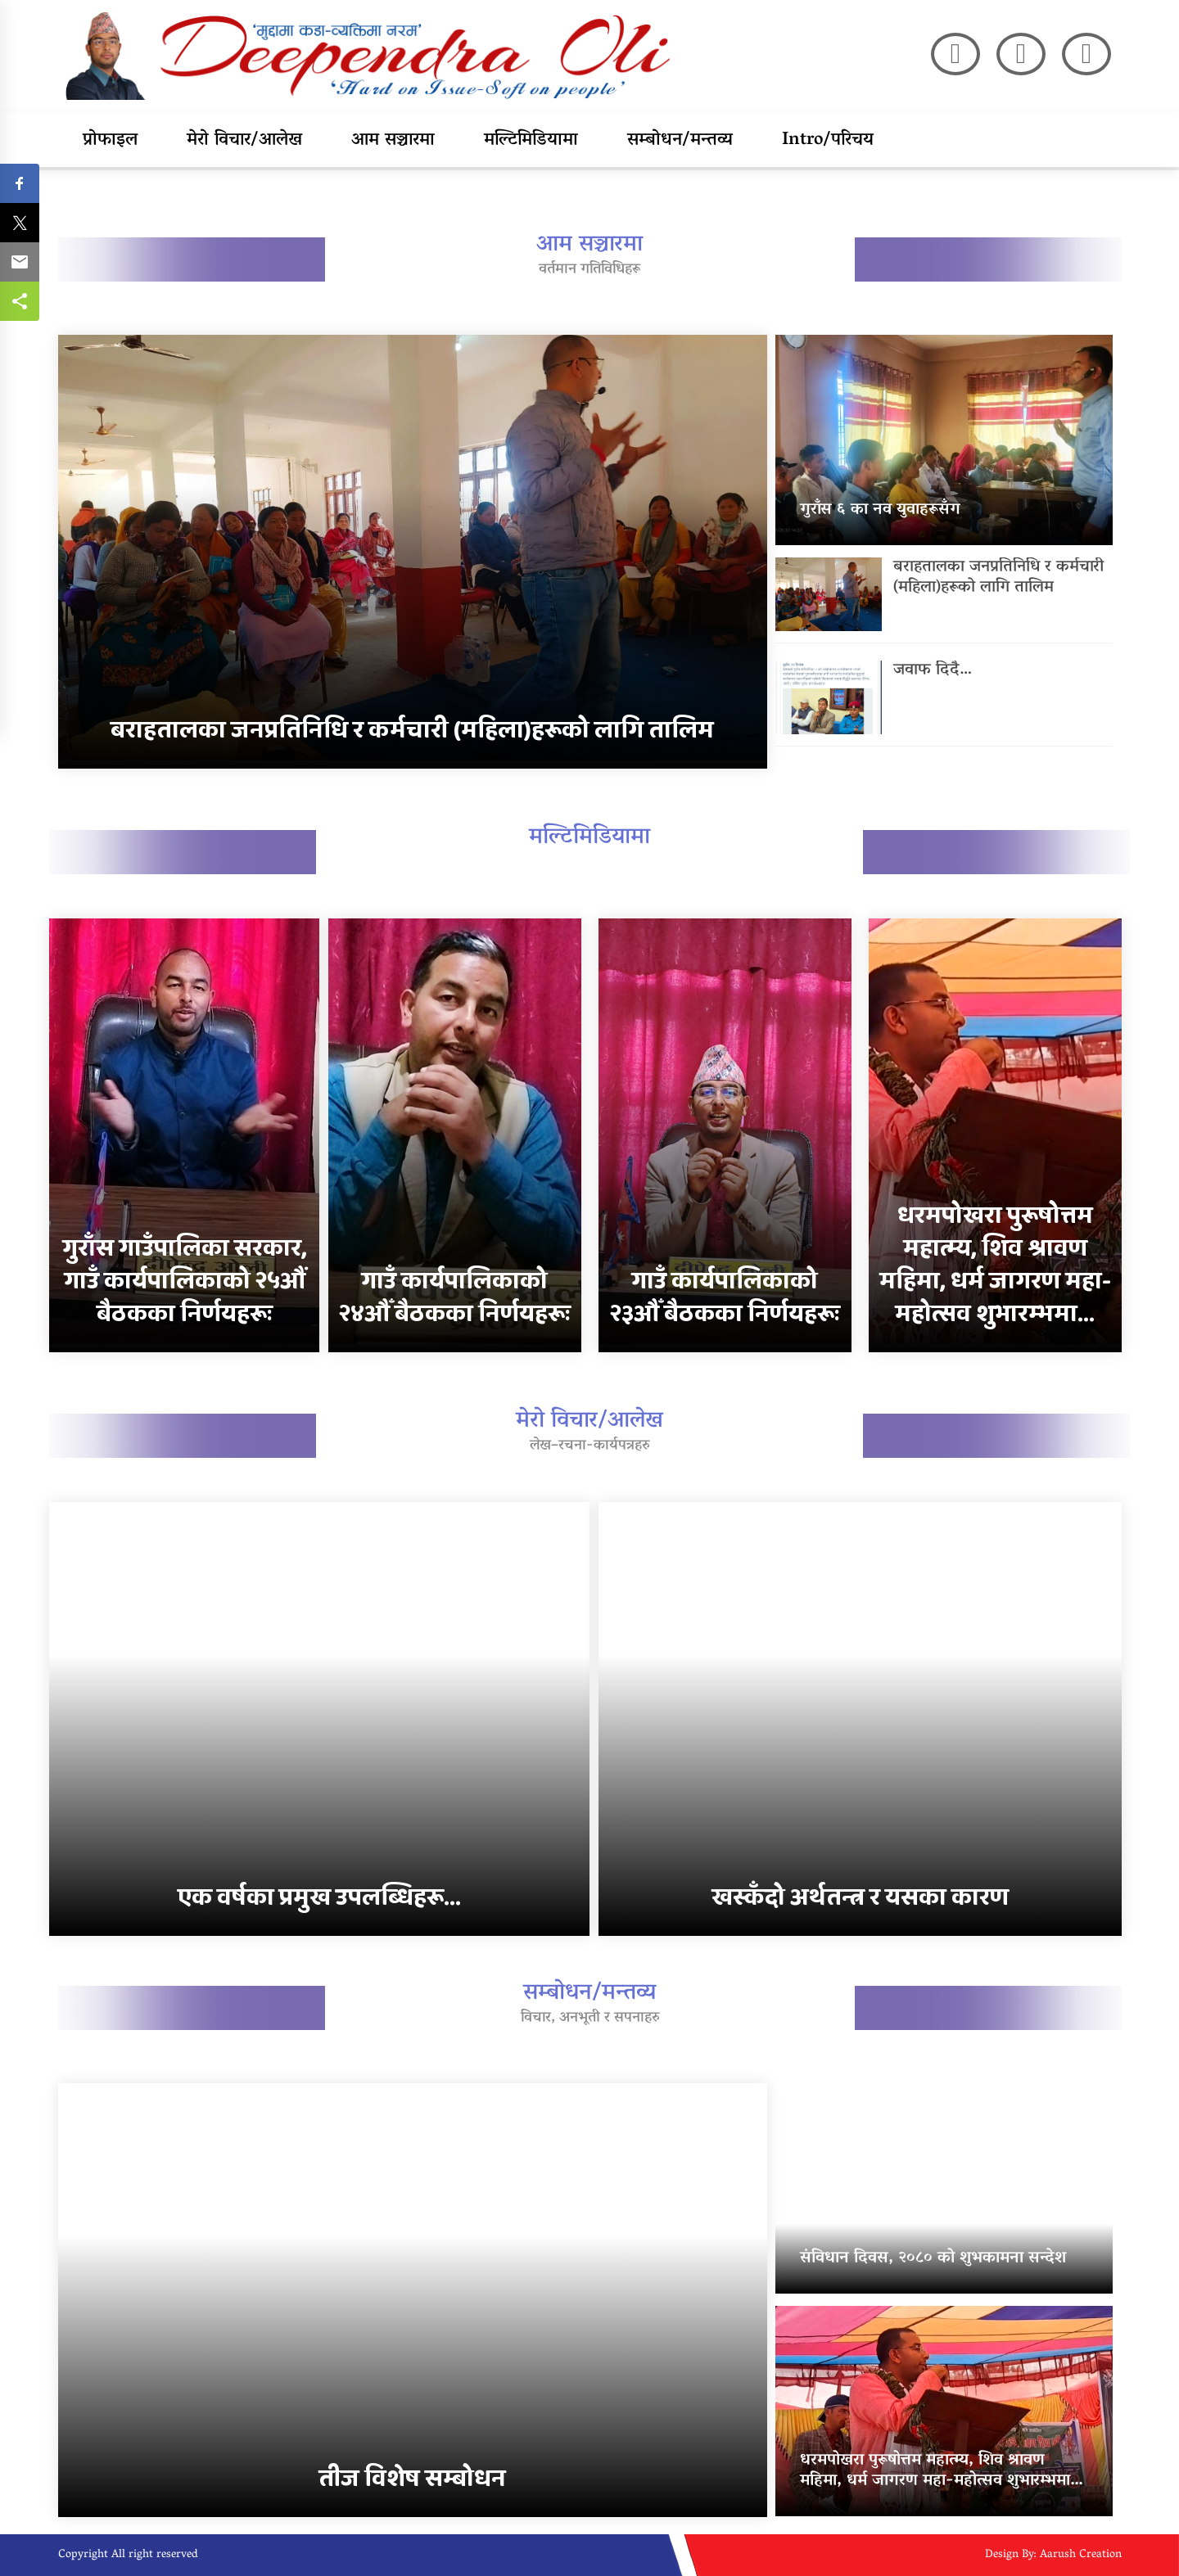 ‘मुद्दामा कडा-व्यक्तिमा नरम’
Deependra Oli
‘Hard on Issue-Soft on people’
प्रोफाइल
मेरो विचार/आलेख
आम सञ्चारमा
मल्टिमिडियामा
सम्बोधन/मन्तव्य
Intro/परिचय
आम सञ्चारमा
वर्तमान गतिविधिहरू
बराहतालका जनप्रतिनिधि र कर्मचारी (महिला)हरूको लागि तालिम
गुराँस ६ का नव युवाहरूसँग
बराहतालका जनप्रतिनिधि र कर्मचारी
(महिला)हरूको लागि तालिम
जवाफ दिदै...
मल्टिमिडियामा
गुराँस गाउँपालिका सरकार,
गाउँ कार्यपालिकाको २५औं
बैठकका निर्णयहरूः
गाउँ कार्यपालिकाको
२४औँ बैठकका निर्णयहरूः
गाउँ कार्यपालिकाको
२३औँ बैठकका निर्णयहरूः
धरमपोखरा पुरूषोत्तम
महात्म्य, शिव श्रावण
महिमा, धर्म जागरण महा-
महोत्सव शुभारम्भमा...
मेरो विचार/आलेख
लेख–रचना-कार्यपत्रहरु
एक वर्षका प्रमुख उपलब्धिहरू...
खस्कँदो अर्थतन्त्र र यसका कारण
सम्बोधन/मन्तव्य
विचार, अनभूती र सपनाहरु
तीज विशेष सम्बोधन
संविधान दिवस, २०८० को शुभकामना सन्देश
धरमपोखरा पुरूषोत्तम महात्म्य, शिव श्रावण
महिमा, धर्म जागरण महा-महोत्सव शुभारम्भमा...
Copyright All right reserved
Design By: Aarush Creation